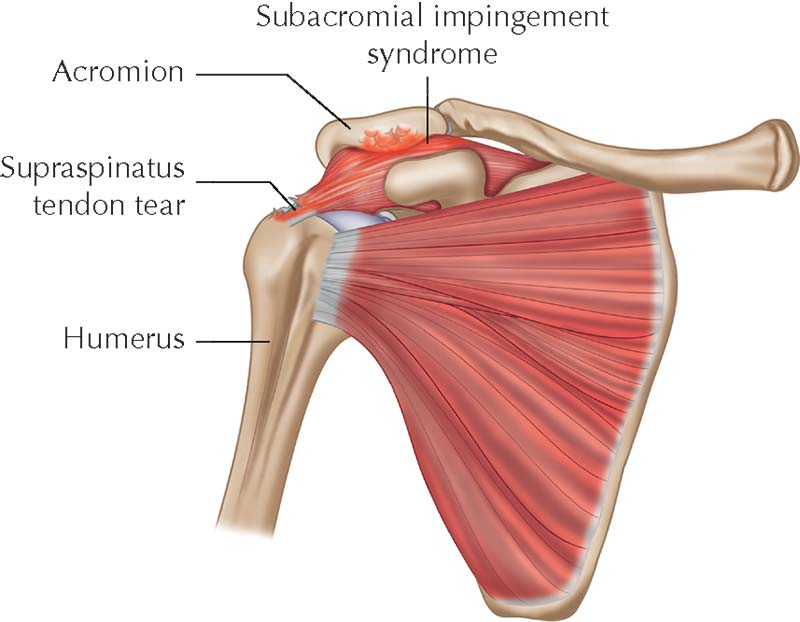 Subacromial impingement
syndrome
Acromion
Supraspinatus
tendon tear
Humerus